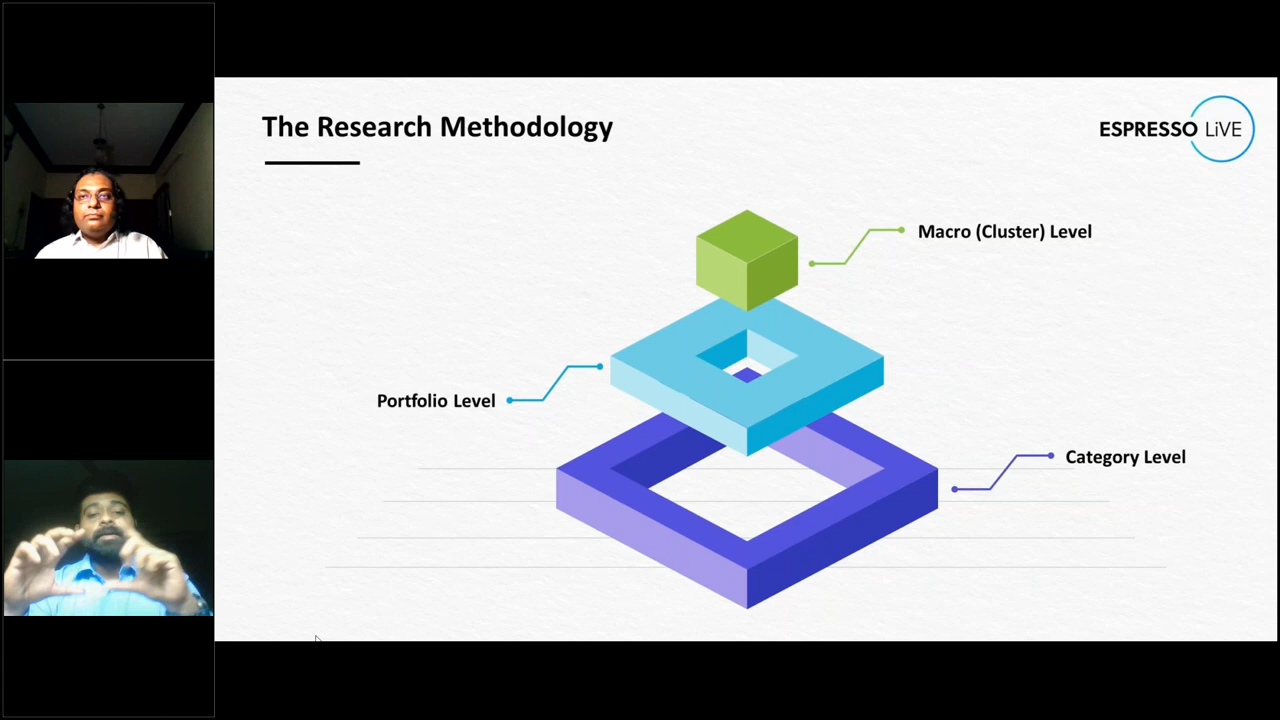 The Research Methodology
ESPRESSO LiVE
Macro (Cluster) Level
Portfolio Level
Category Level